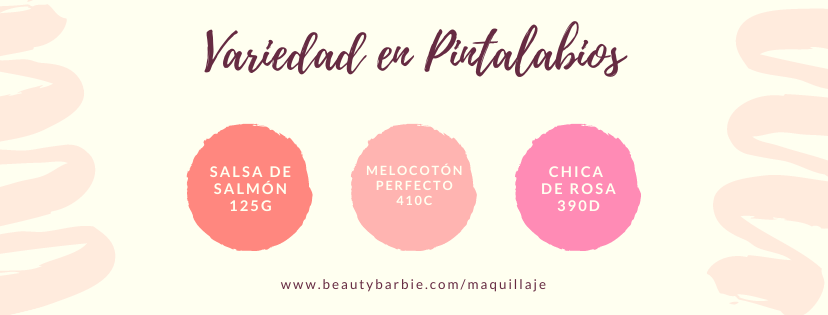 Variedad en Pintalabios
SALSA DE
SALMÓN
125G
MELOCOTÓN
PERFECTO
410C
CHICA
DE ROSA
390D
www.beautybarbie.com/maquillaje